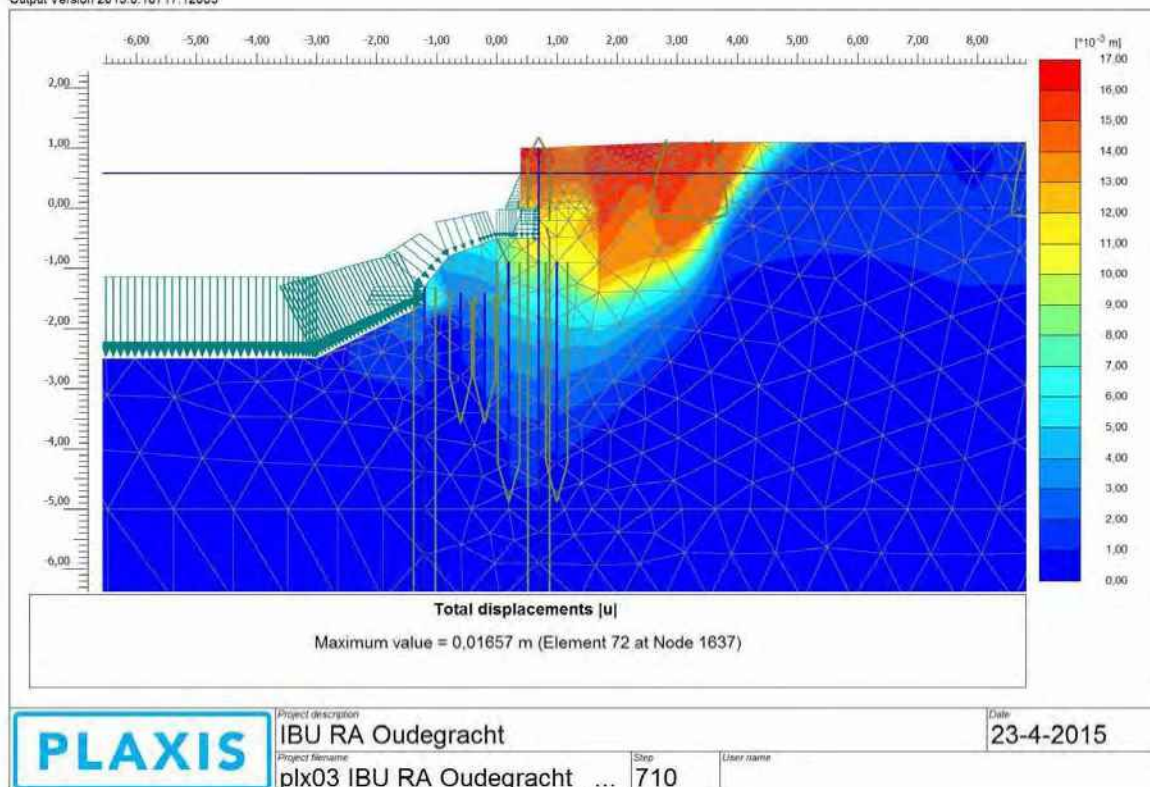 -6,00 -5,00 -4,00 -3,00 -2,00 -1,00 0,00 1,00 2,00 3,00 4,00 5,00 6,00 7,00 8,00
[*10⁻³ m]
17,00
16,00
15,00
14,00
13,00
12,00
11,00
10,00
9,00
8,00
7,00
6,00
5,00
4,00
3,00
2,00
1,00
0,00
2,00
1,00
0,00
-1,00
-2,00
-3,00
-4,00
-5,00
-6,00
Total displacements |u|
Maximum value = 0,01657 m (Element 72 at Node 1637)
PLAXIS
Project description
IBU RA Oudegracht
Date
23-4-2015
Project filename
plx03 IBU RA Oudegracht ...
Step
710
User name